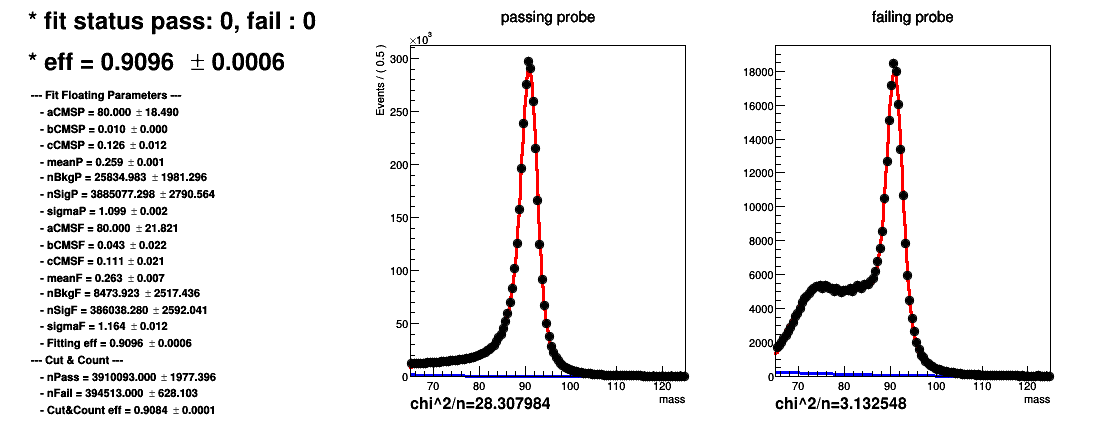 * fit status pass: 0, fail : 0
* eff = 0.9096 ± 0.0006
--- Fit Floating Parameters ---
- aCMSP = 80.000 ± 18.490
- bCMSP = 0.010 ± 0.000
- cCMSP = 0.126 ± 0.012
- meanP = 0.259 ± 0.001
- nBkgP = 25834.983 ± 1981.296
- nSigP = 3885077.298 ± 2790.564
- sigmaP = 1.099 ± 0.002
- aCMSF = 80.000 ± 21.821
- bCMSF = 0.043 ± 0.022
- cCMSF = 0.111 ± 0.021
- meanF = 0.263 ± 0.007
- nBkgF = 8473.923 ± 2517.436
- nSigF = 386038.280 ± 2592.041
- sigmaF = 1.164 ± 0.012
- Fitting eff = 0.9096 ± 0.0006
--- Cut & Count ---
- nPass = 3910093.000 ± 1977.396
- nFail = 394513.000 ± 628.103
- Cut&Count eff = 0.9084 ± 0.0001
passing probe
×10³
Events / ( 0.5 )
300
250
200
150
100
50
0
70 80 90 100 110 120
mass
chi^2/n=28.307984
failing probe
18000
16000
14000
12000
10000
8000
6000
4000
2000
0
70 80 90 100 110 120
mass
chi^2/n=3.132548